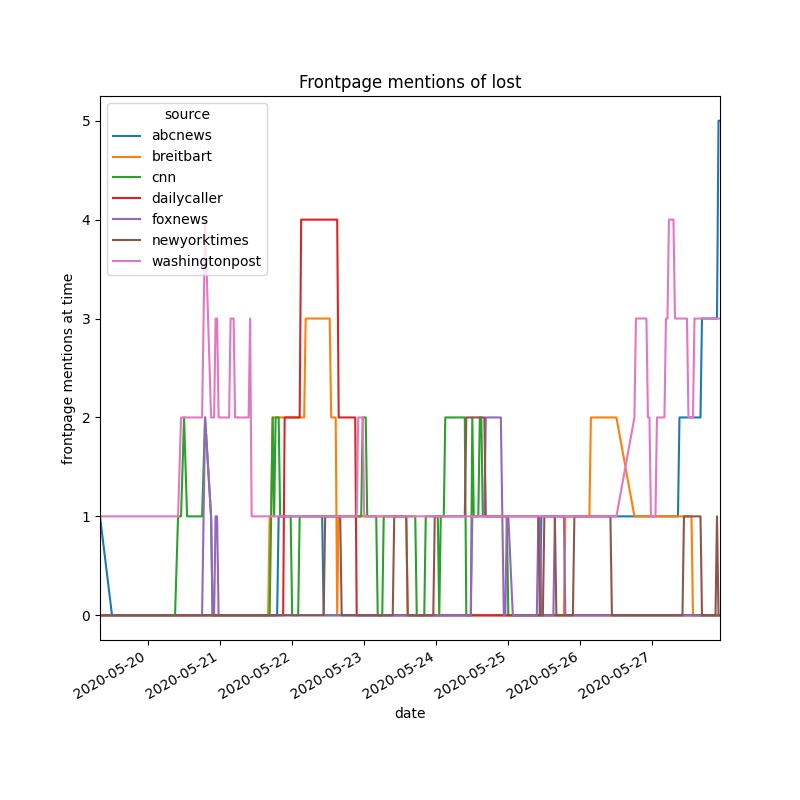 Frontpage mentions of lost
source
abcnews
breitbart
cnn
dailycaller
foxnews
newyorktimes
washingtonpost
5
4
3
2
1
0
frontpage mentions at time
2020-05-20
2020-05-21
2020-05-22
2020-05-23
2020-05-24
2020-05-25
2020-05-26
2020-05-27
date